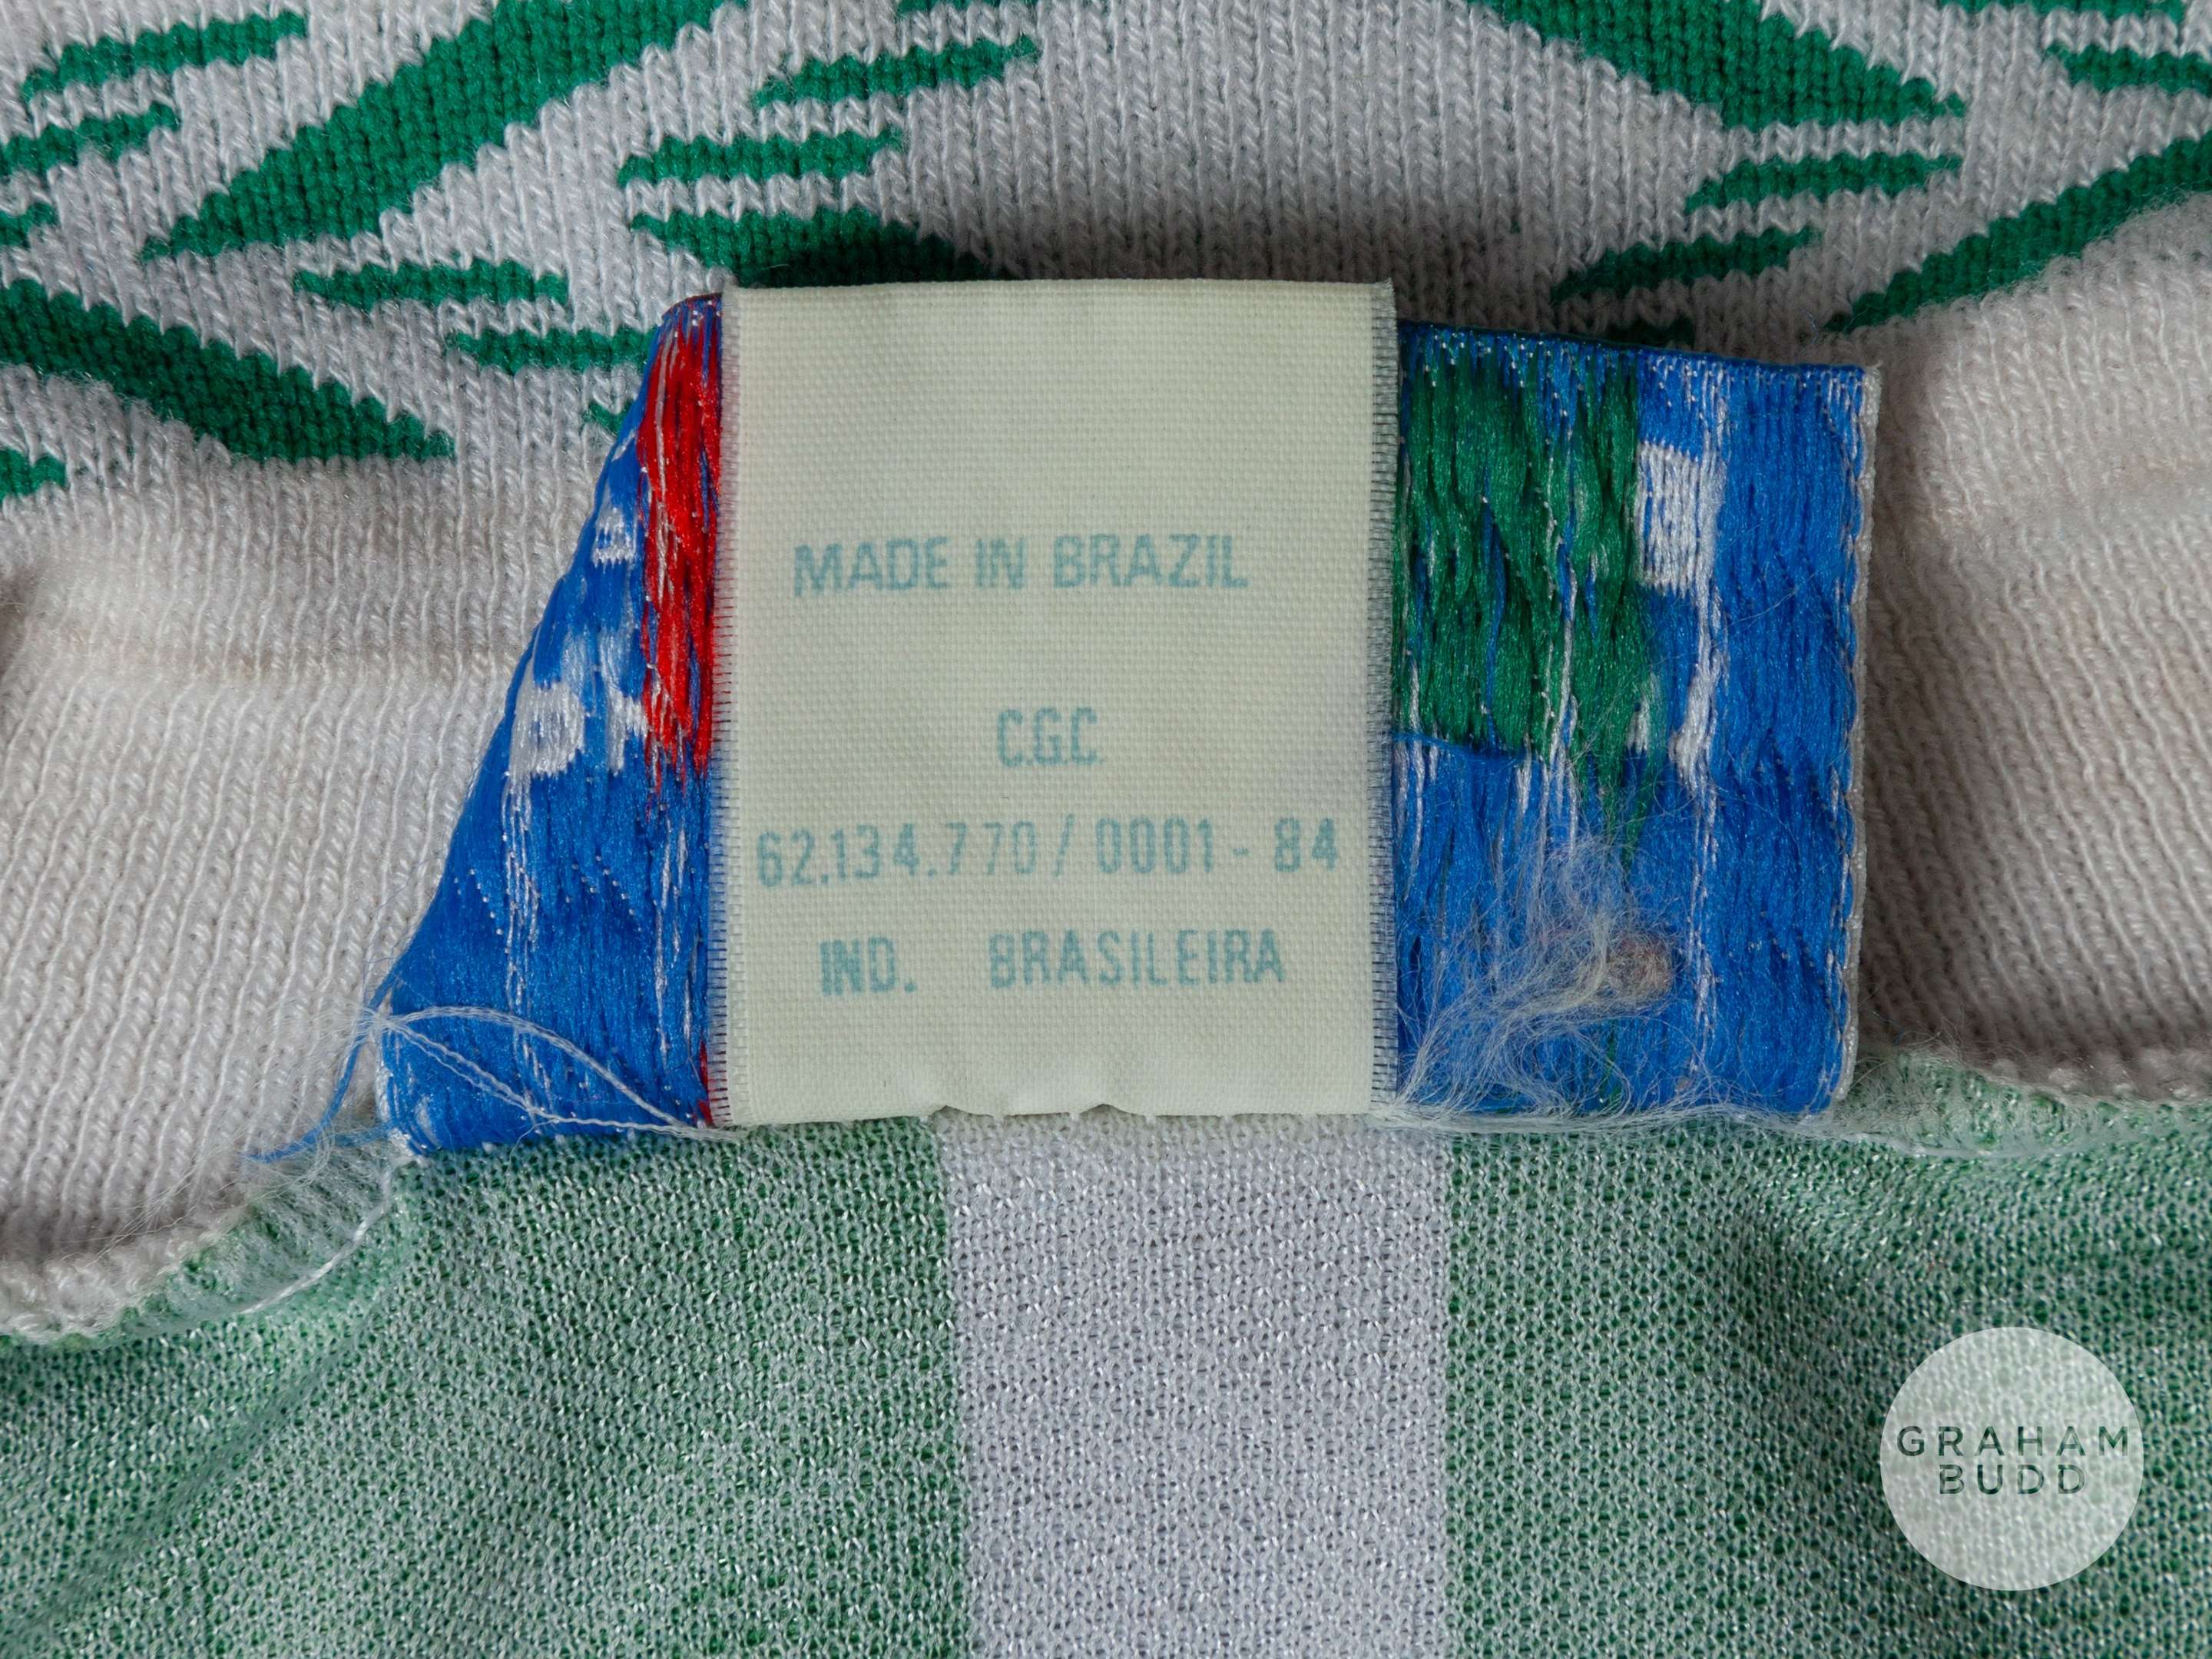 MADE IN BRAZIL
C.G.C.
62.134.770 / 0001 - 84
IND. BRASILEIRA
GRAHAM
BUDD